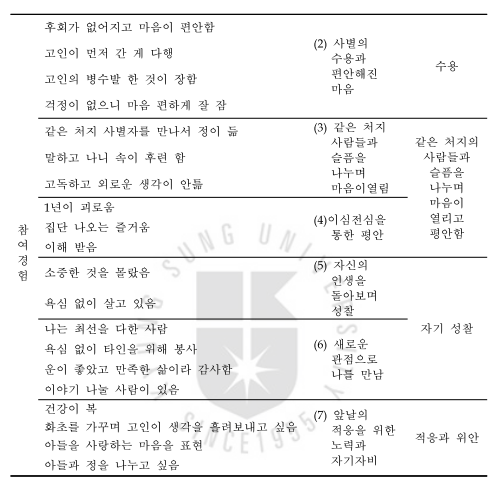 후회가 없어지고 마음이 편안함
고인이 먼저 간 게 다행
고인의 병수발 한 것이 장함
걱정이 없으니 마음 편하게 잘 잠
(2) 사별의
수용과
편안해진
마음
수용
같은 처지 사별자를 만나서 정이 듦
말하고 나니 속이 후련 함
고독하고 외로운 생각이 안듦
(3) 같은 처지
사람들과
슬픔을
나누며
마음이열림
같은 처지의
사람들과
슬픔을
나누며
마음이
열리고
평안함
1년이 괴로움
집단 나오는 즐거움
이해 받음
(4)이심전심을
통한 평안
참
여
경
험
소중한 것을 몰랐음
욕심 없이 살고 있음
(5) 자신의
인생을
돌아보며
성찰
자기 성찰
나는 최선을 다한 사람
욕심 없이 타인을 위해 봉사
운이 좋았고 만족한 삶이라 감사함
이야기 나눌 사람이 있음
(6) 새로운
관점으로
나를 만남
건강이 복
화초를 가꾸며 고인이 생각을 흘려보내고 싶음
아들을 사랑하는 마음을 표현
아들과 정을 나누고 싶음
(7) 앞날의
적응을 위한
노력과
자기자비
적응과 위안